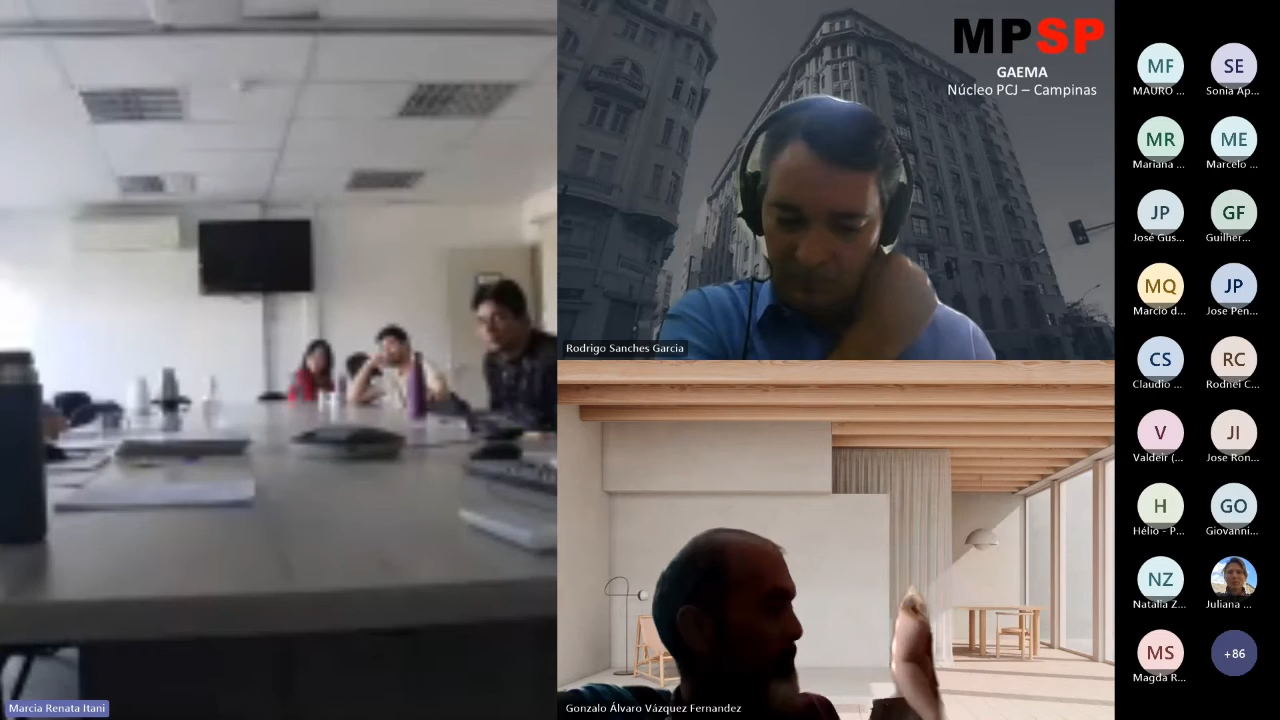 MPSP
GAEMA
Núcleo PCJ – Campinas
Rodrigo Sanches Garcia
Marcia Renata Itani
Gonzalo Álvaro Vázquez Fernandez
MF
MAURO ...
SE
Sonia Ap...
MR
Mariana ...
ME
Marcelo ...
JP
José Gus...
GF
Guilher...
MQ
Marcio d...
JP
Jose Pen...
CS
Claudio ...
RC
Rodnei C...
V
Valdeir (...
JI
Jose Ron...
H
Hélio - P...
GO
Giovanni...
NZ
Natalia Z...
Juliana ...
MS
Magda R...
+86